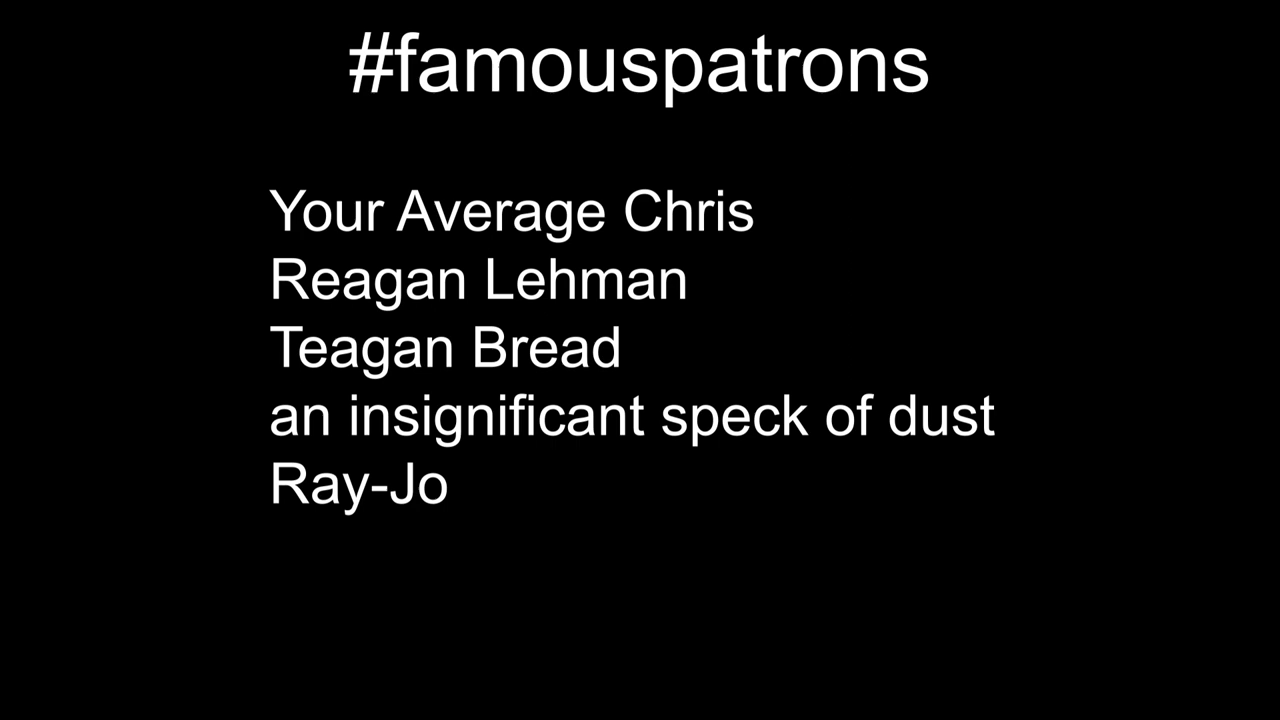 #famouspatrons
Your Average Chris
Reagan Lehman
Teagan Bread
an insignificant speck of dust
Ray-Jo